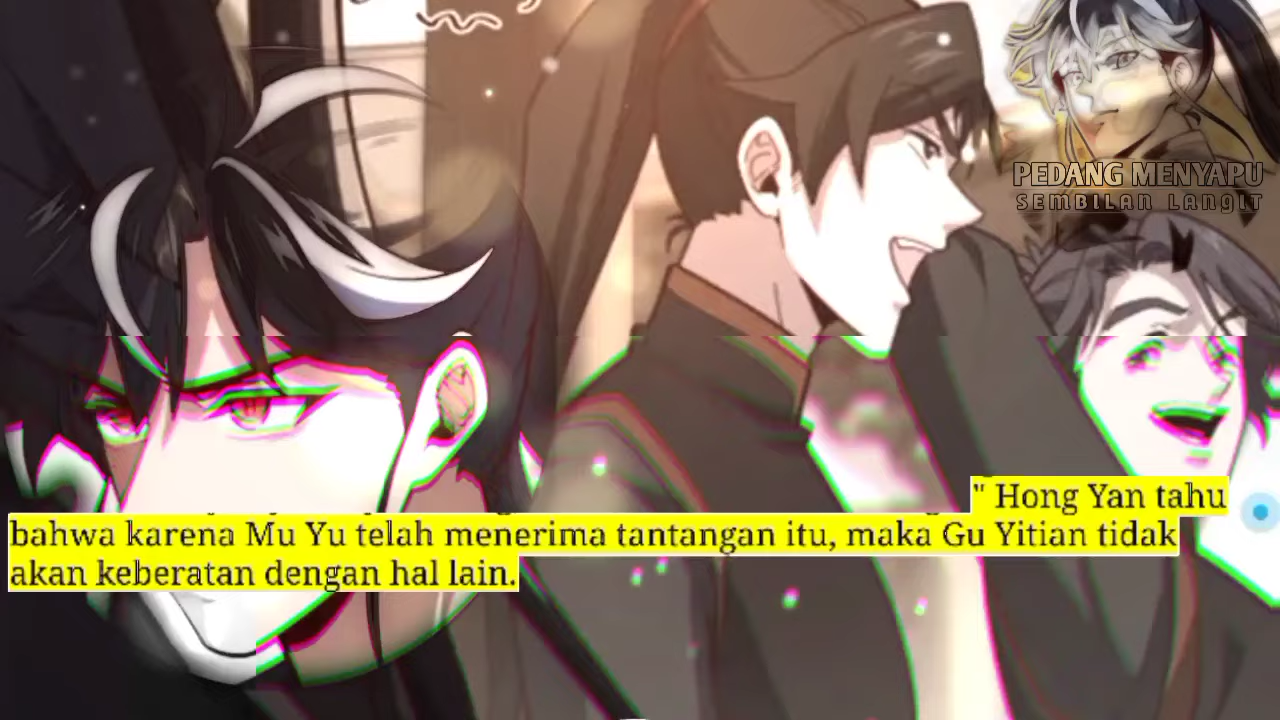 PEDANG MENYAPU
SEMBILAN LANGIT
" Hong Yan tahu
bahwa karena Mu Yu telah menerima tantangan itu, maka Gu Yitian tidak
akan keberatan dengan hal lain.